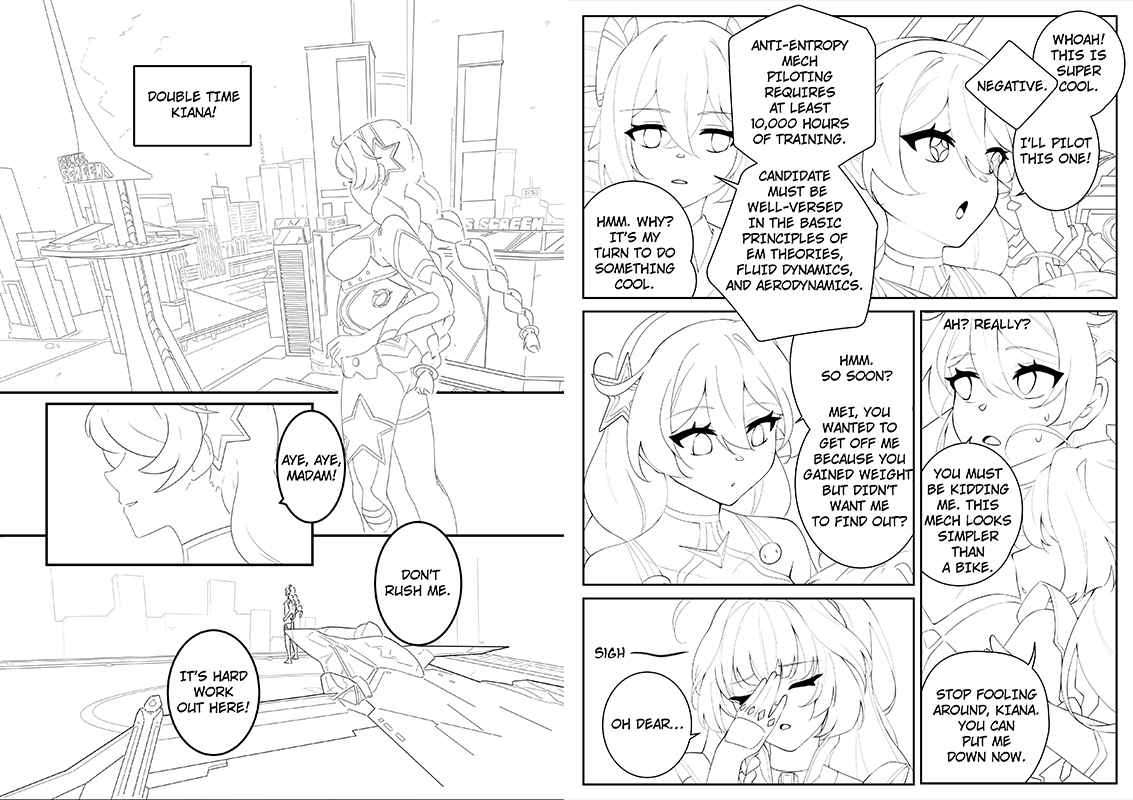 DOUBLE TIME
KIANA!
SCREEN
SCREEN
AYE, AYE,
MADAM!
DON'T
RUSH ME.
IT'S HARD
WORK
OUT HERE!
WHOAH!
THIS IS
SUPER
COOL.
I'LL PILOT
THIS ONE!
NEGATIVE.
ANTI-ENTROPY
MECH
PILOTING
REQUIRES
AT LEAST
10,000 HOURS
OF TRAINING.
CANDIDATE
MUST BE
WELL-VERSED
IN THE BASIC
PRINCIPLES OF
EM THEORIES,
FLUID DYNAMICS,
AND AERODYNAMICS.
HMM. WHY?
IT'S MY
TURN TO DO
SOMETHING
COOL.
AH? REALLY?
YOU MUST
BE KIDDING
ME. THIS
MECH LOOKS
SIMPLER
THAN
A BIKE.
STOP FOOLING
AROUND, KIANA.
YOU CAN
PUT ME
DOWN NOW.
HMM.
SO SOON?
MEI, YOU
WANTED TO
GET OFF ME
BECAUSE YOU
GAINED WEIGHT
BUT DIDN'T
WANT ME
TO FIND OUT?
SIGH
OH DEAR...